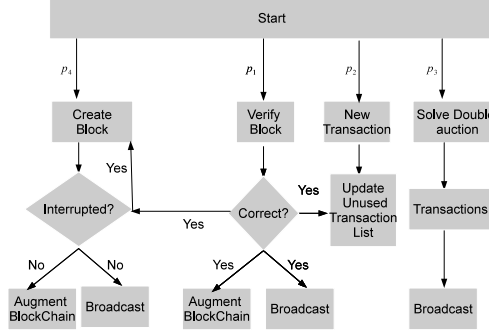 Start
p4
p1
p2
p3
Create
Block
Verify
Block
New
Transaction
Solve Double
auction
Yes
Interrupted?
Yes
Correct?
Yes
Update
Unused
Transaction
List
Transactions
No
No
Yes
Yes
Augment
BlockChain
Broadcast
Augment
BlockChain
Broadcast
Broadcast